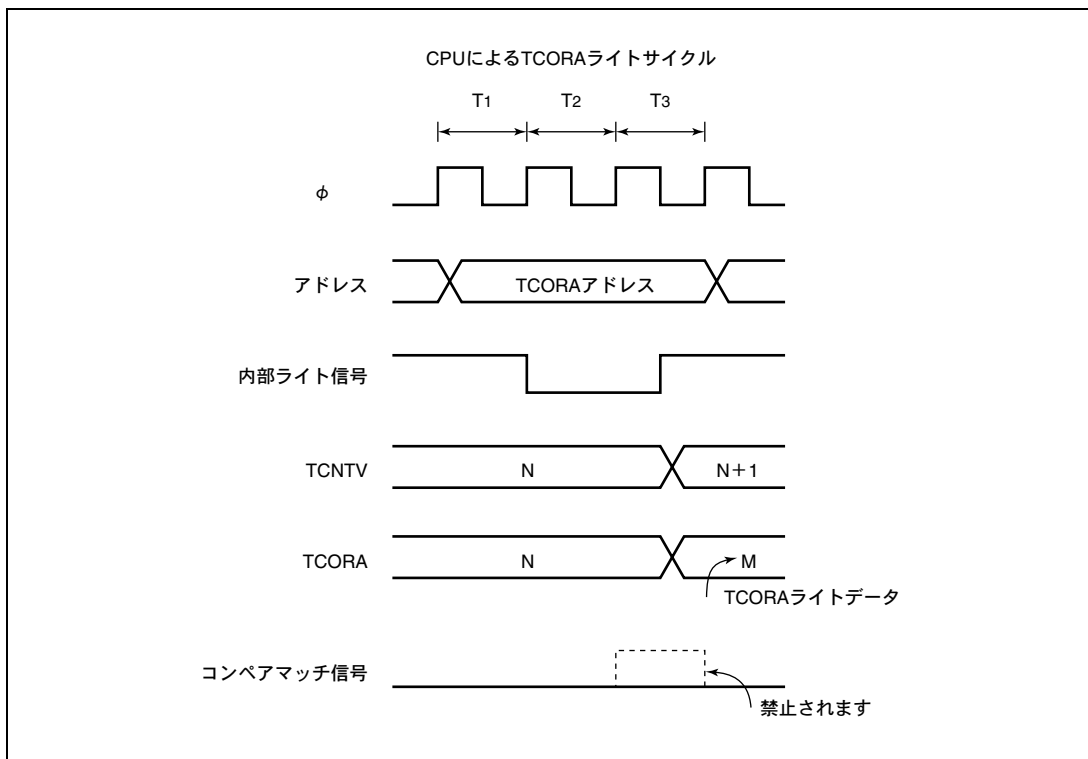 CPUによるTCORAライトサイクル
T1 T2 T3
φ
アドレス TCORAアドレス
内部ライト信号
TCNTV N N+1
TCORA N M
TCORAライトデータ
コンペアマッチ信号
禁止されます